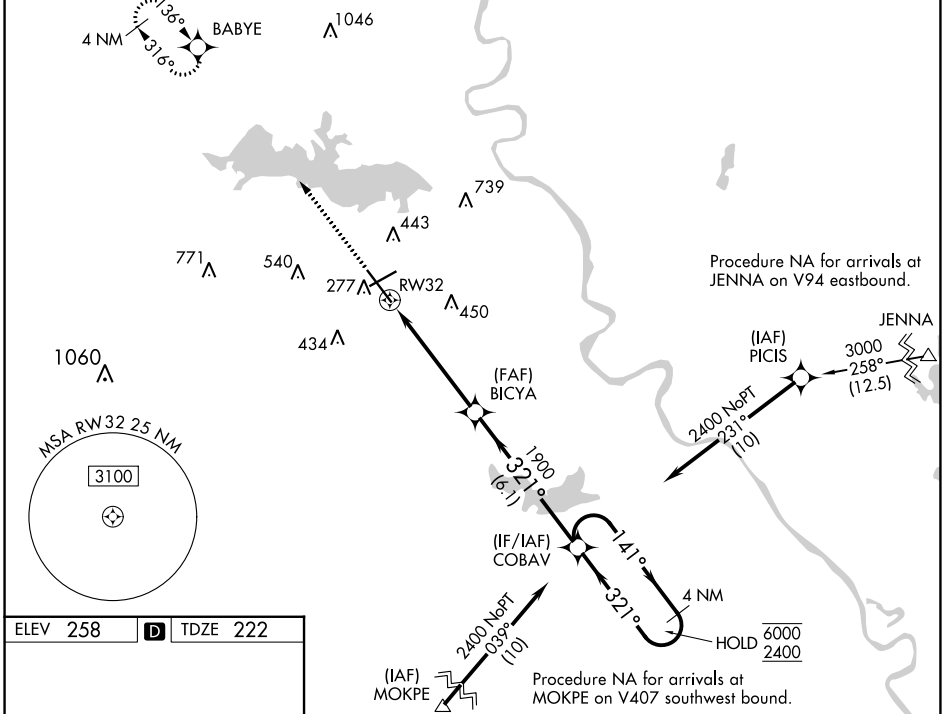 136°
BABYE
4 NM
316°
1046
739
443
771
540
277
RW32
450
434
Procedure NA for arrivals at
JENNA on V94 eastbound.
JENNA
(IAF)
PICIS
3000
258°
(12.5)
1060
(FAF)
BICYA
2400 NoPT
231°
(10)
MSA RW 32 25 NM
3100
1900
321°
(6.1)
(IF/IAF)
COBAV
141°
321°
4 NM
HOLD 6000
2400
ELEV 258 D TDZE 222
2400 NoPT
039°
(10)
(IAF)
MOKPE
Procedure NA for arrivals at
MOKPE on V407 southwest bound.